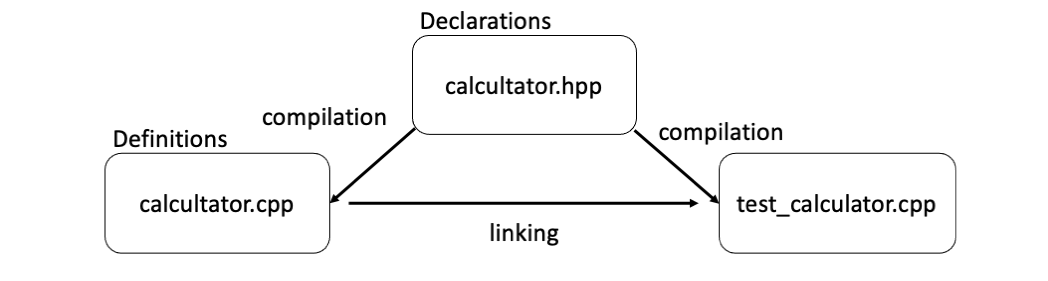 Declarations
calcultator.hpp
compilation
compilation
Definitions
calcultator.cpp
test_calculator.cpp
linking